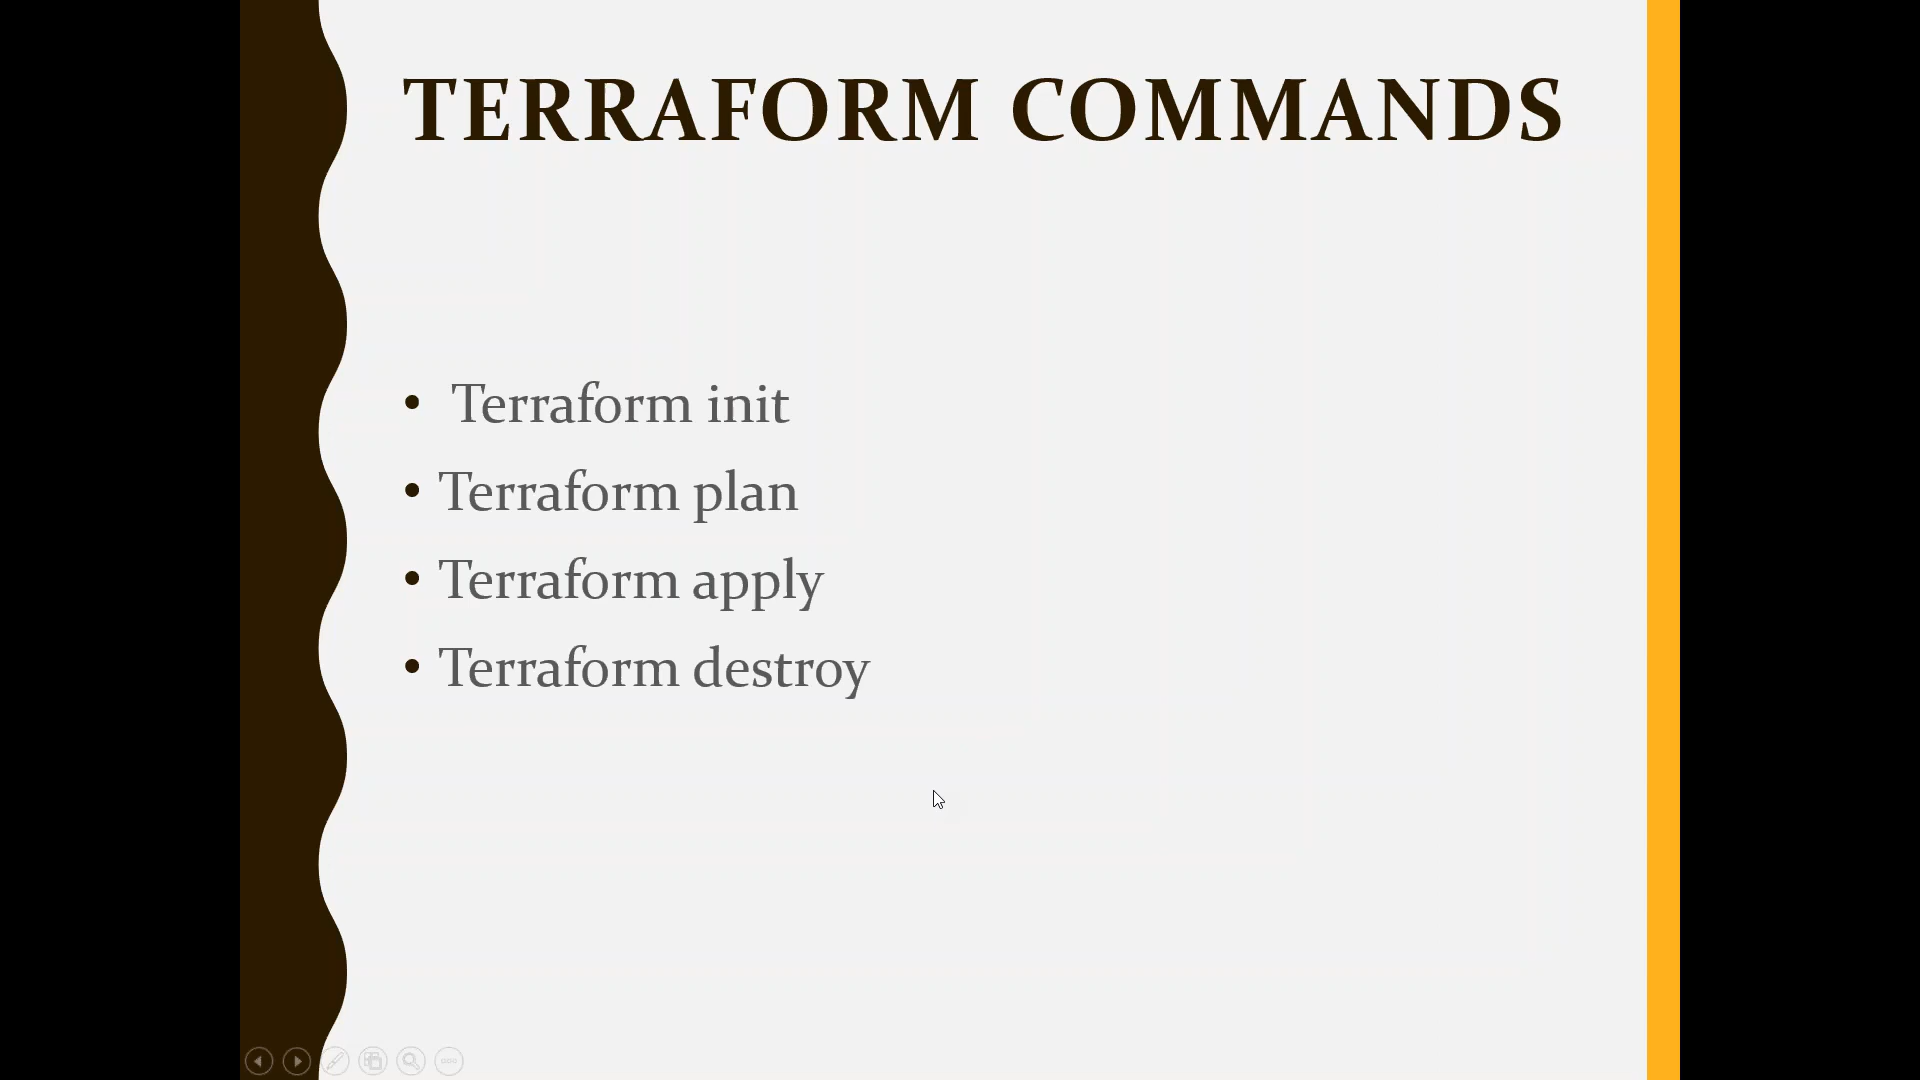 TERRAFORM COMMANDS
• Terraform init
• Terraform plan
• Terraform apply
• Terraform destroy